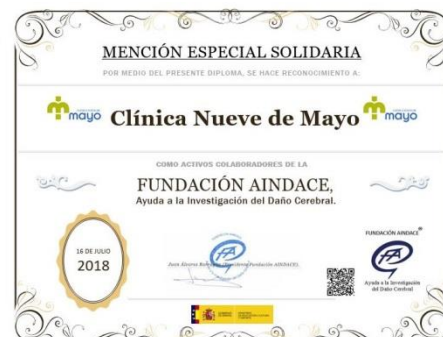 MENCIÓN ESPECIAL SOLIDARIA
POR MEDIO DEL PRESENTE DIPLOMA, SE HACE RECONOCIMIENTO A:
mayo
Clínica Nueve de Mayo
mayo
COMO ACTIVOS COLABORADORES DE LA
FUNDACIÓN AINDACE,
Ayuda a la Investigación del Daño Cerebral.
16 DE JULIO
2018
FUNDACIÓN AINDACE
Ayuda a la Investigación
del Daño Cerebral